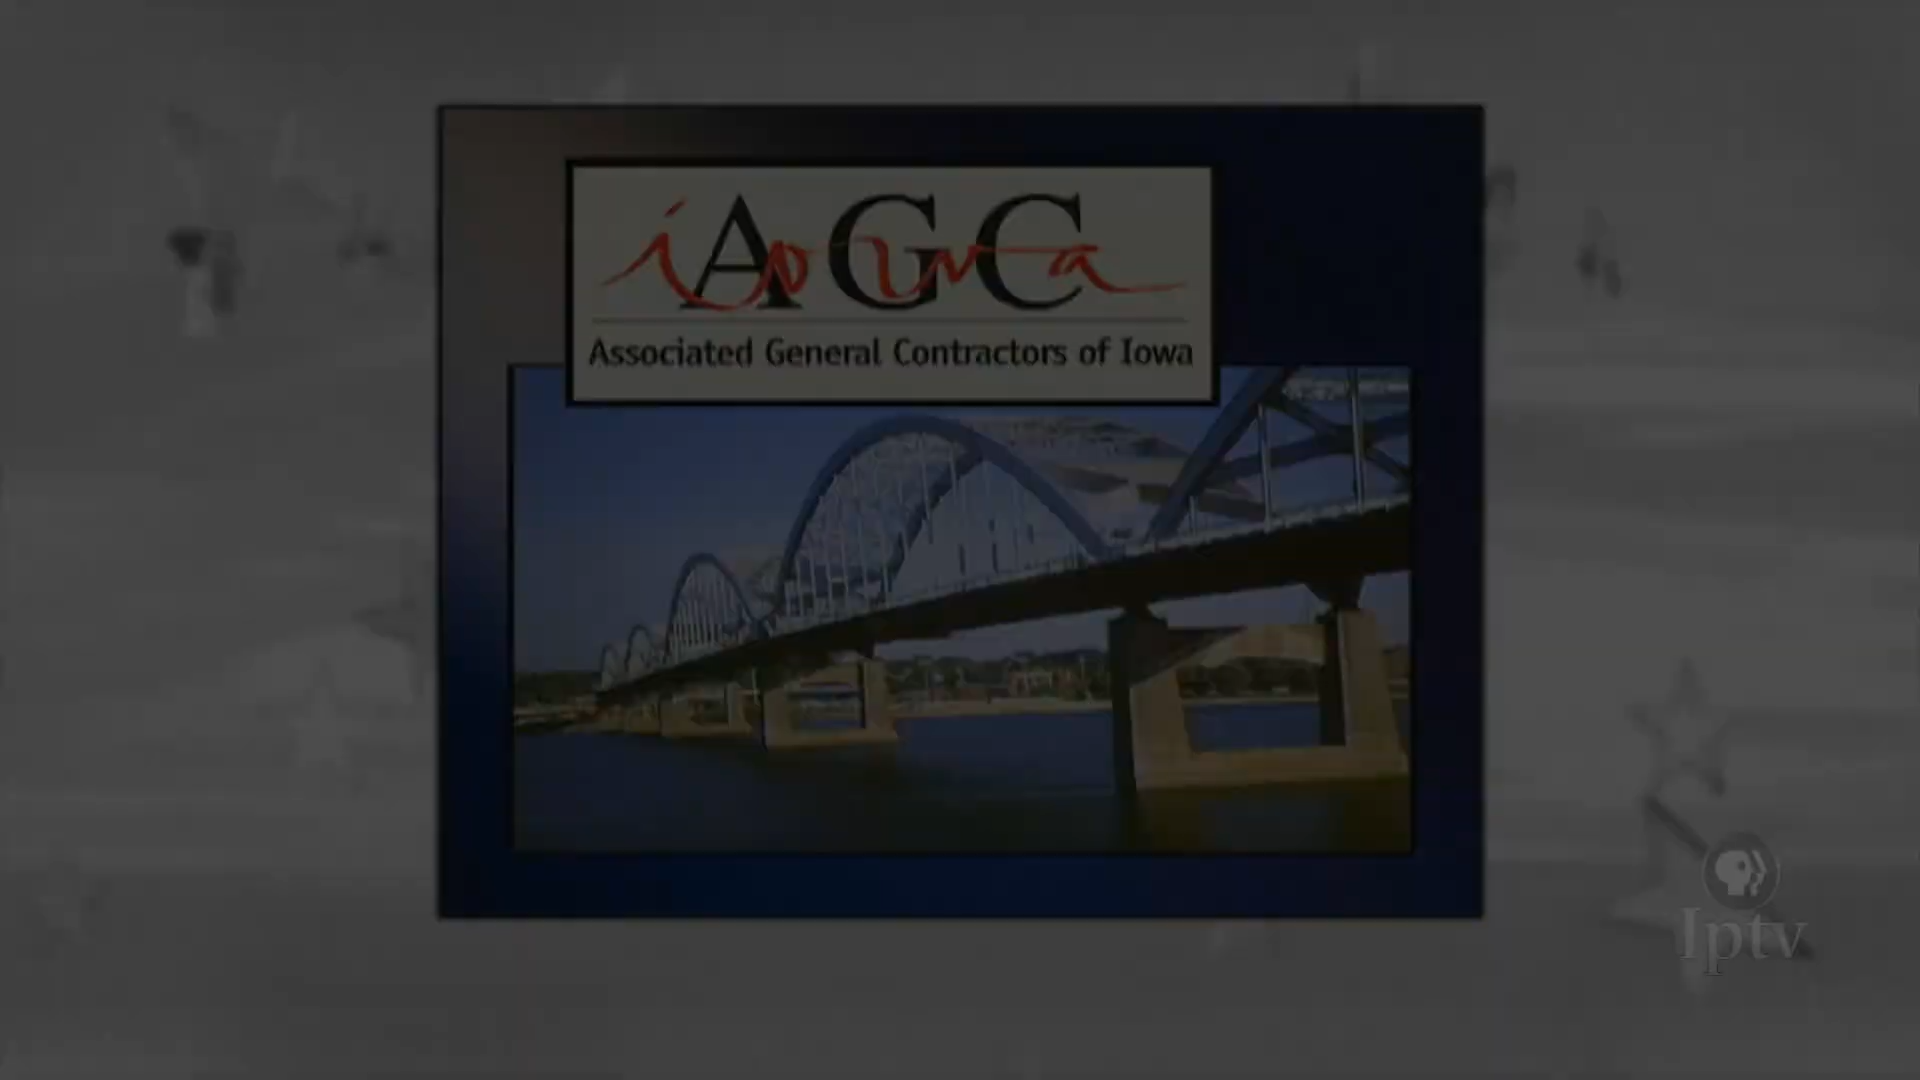 iowa
AGC
Associated General Contractors of Iowa
Iptv